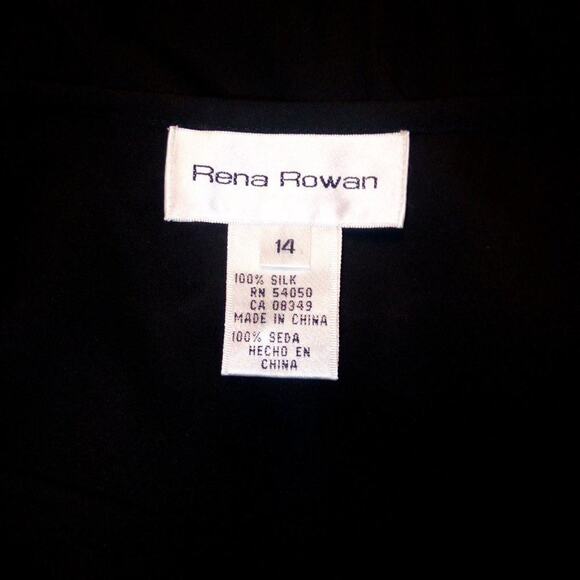 Rena Rowan
14
100% SILK
RN 54050
CA 08349
MADE IN CHINA
100% SEDA
HECHO EN
CHINA